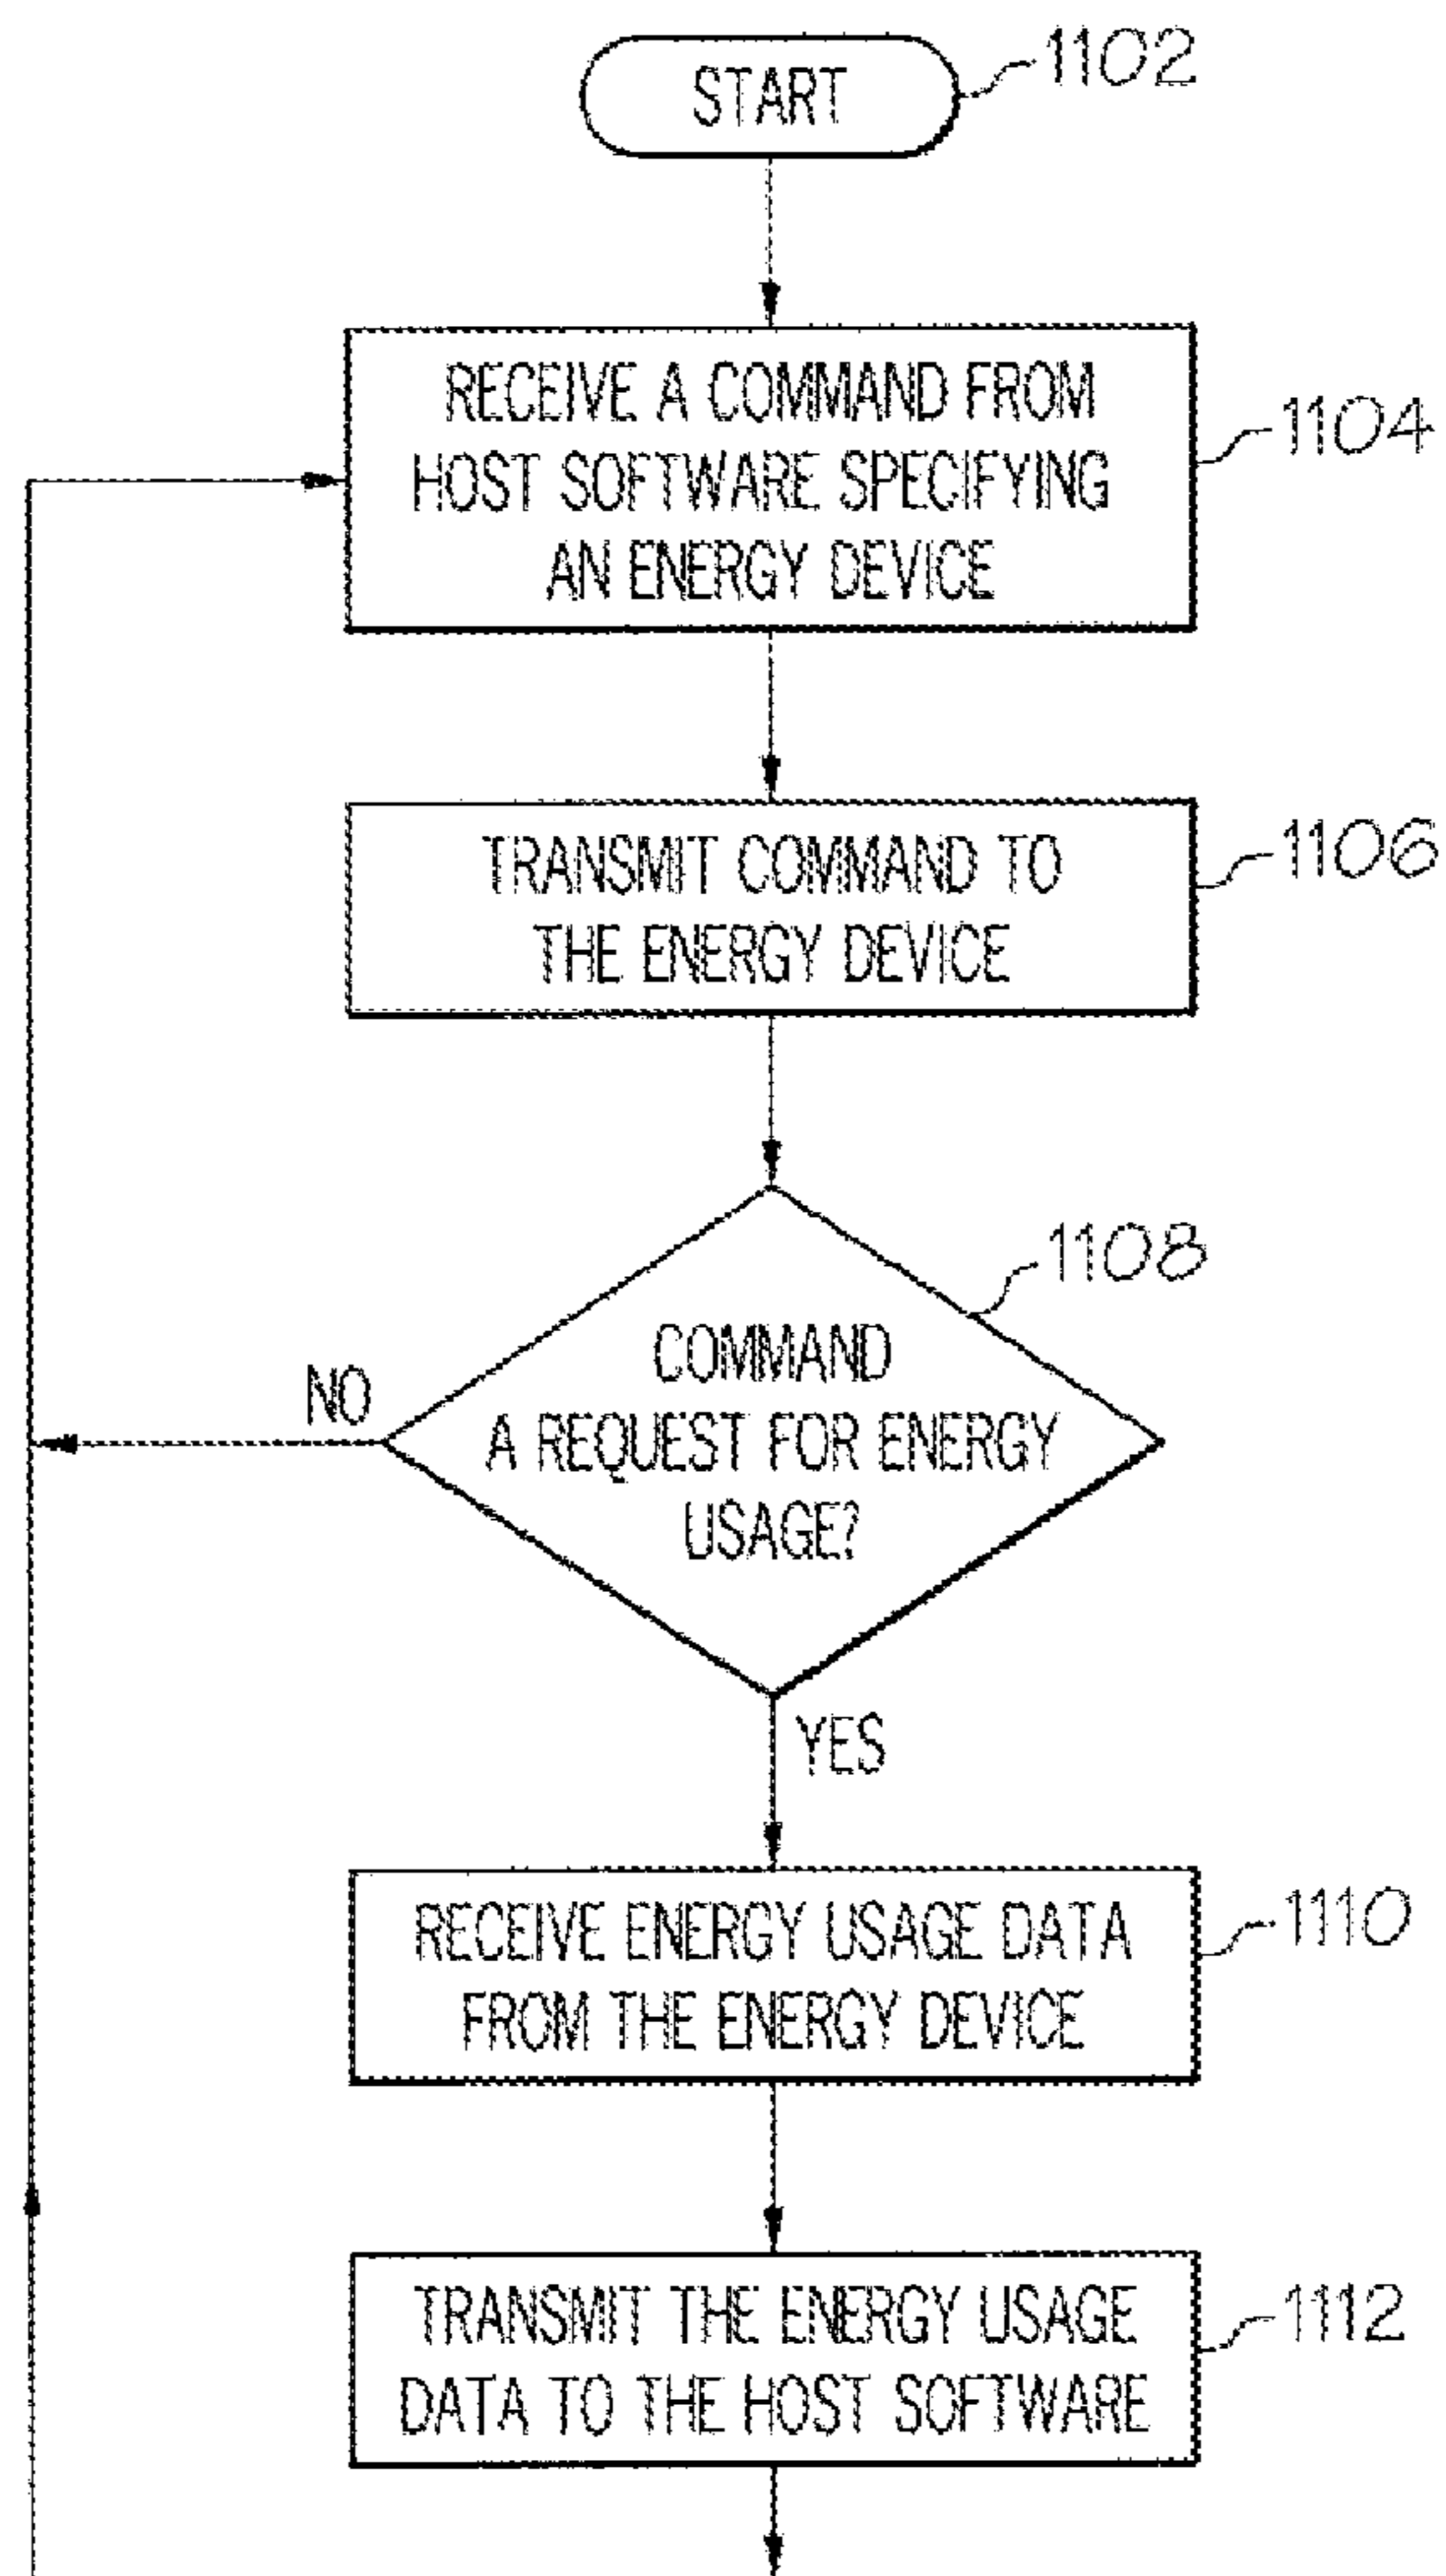 START
1102
RECEIVE A COMMAND FROM
HOST SOFTWARE SPECIFYING
AN ENERGY DEVICE
1104
TRANSMIT COMMAND TO
THE ENERGY DEVICE
1106
1108
COMMAND
A REQUEST FOR ENERGY
USAGE?
NO
YES
RECEIVE ENERGY USAGE DATA
FROM THE ENERGY DEVICE
1110
TRANSMIT THE ENERGY USAGE
DATA TO THE HOST SOFTWARE
1112